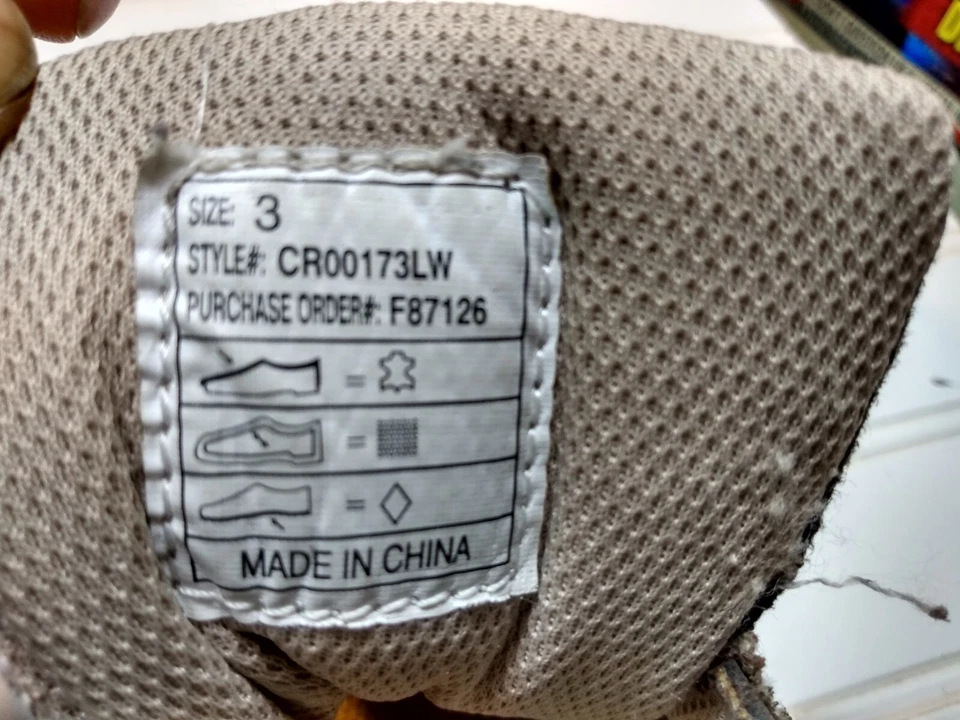 SIZE: 3
STYLE#: CR00173LW
PURCHASE ORDER#: F87126
=
=
=
MADE IN CHINA